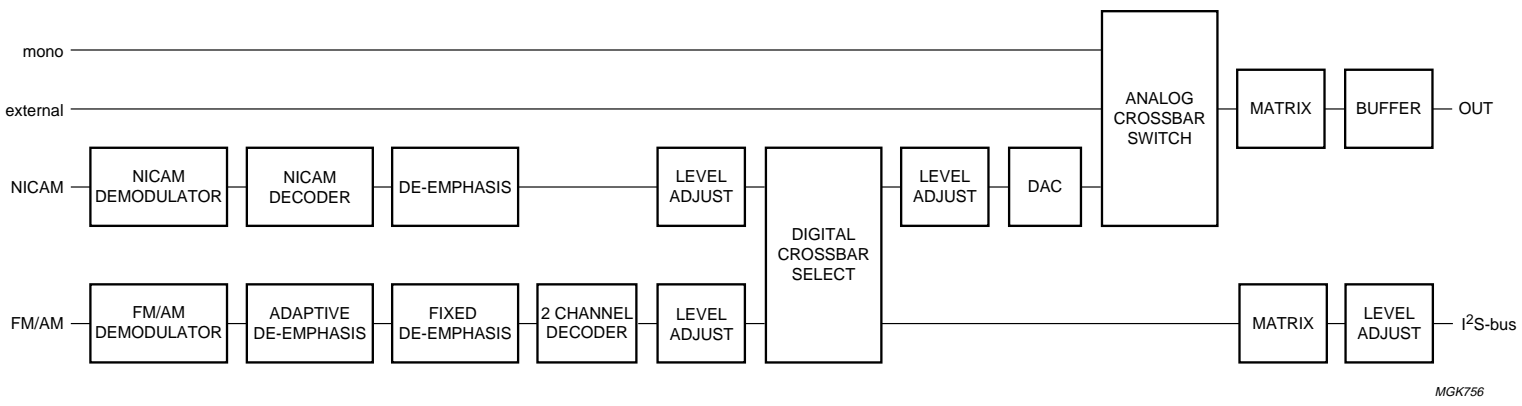 mono
external
ANALOG
CROSSBAR
SWITCH
MATRIX
BUFFER
OUT
NICAM
NICAM
DEMODULATOR
NICAM
DECODER
DE-EMPHASIS
LEVEL
ADJUST
DIGITAL
CROSSBAR
SELECT
LEVEL
ADJUST
DAC
FM/AM
FM/AM
DEMODULATOR
ADAPTIVE
DE-EMPHASIS
FIXED
DE-EMPHASIS
2 CHANNEL
DECODER
LEVEL
ADJUST
MATRIX
LEVEL
ADJUST
I²S-bus
MGK756